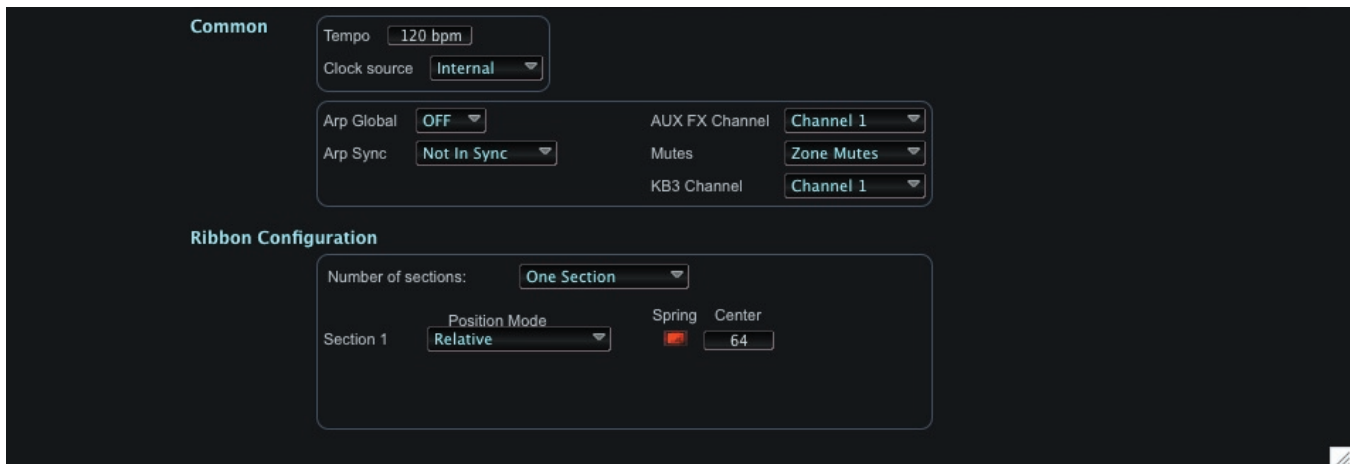 Common
Tempo 120 bpm
Clock source Internal
Arp Global OFF AUX FX Channel Channel 1
Arp Sync Not In Sync Mutes Zone Mutes
KB3 Channel Channel 1
Ribbon Configuration
Number of sections: One Section
Position Mode Spring Center
Section 1 Relative 64